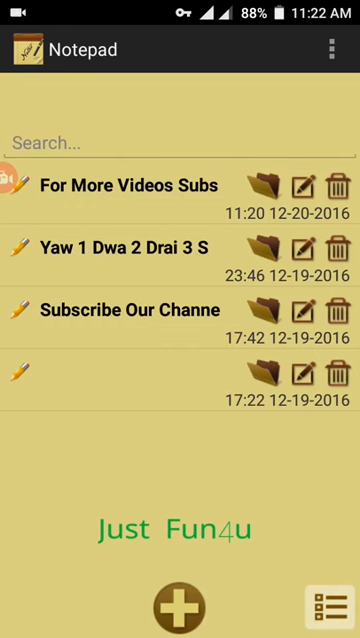 88% 11:22 AM
Notepad
Search...
For More Videos Subs
11:20 12-20-2016
Yaw 1 Dwa 2 Drai 3 S
23:46 12-19-2016
Subscribe Our Channe
17:42 12-19-2016
17:22 12-19-2016
Just Fun4u